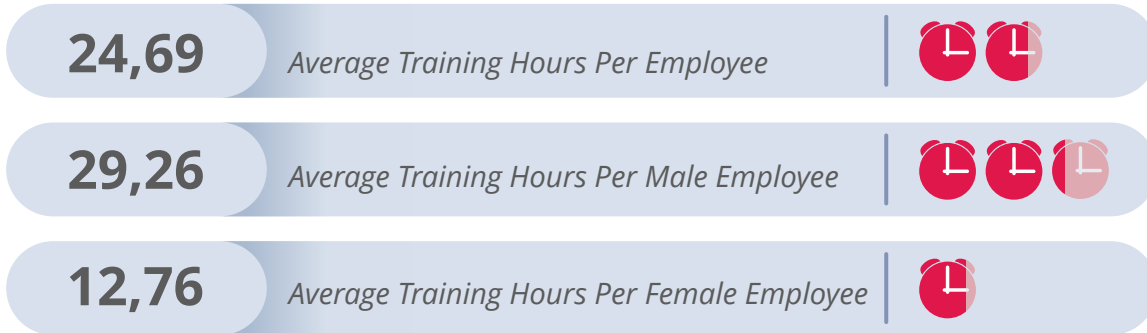 24,69 Average Training Hours Per Employee
29,26 Average Training Hours Per Male Employee
12,76 Average Training Hours Per Female Employee